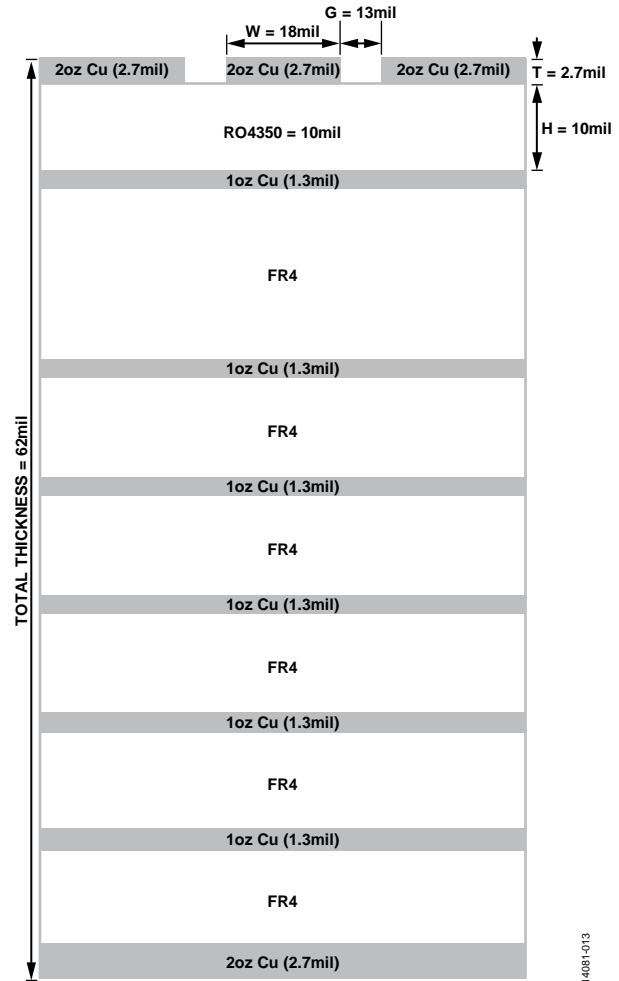 G = 13mil
W = 18mil
2oz Cu (2.7mil)
2oz Cu (2.7mil)
2oz Cu (2.7mil)
T = 2.7mil
RO4350 = 10mil
H = 10mil
1oz Cu (1.3mil)
FR4
1oz Cu (1.3mil)
FR4
1oz Cu (1.3mil)
FR4
TOTAL THICKNESS = 62mil
1oz Cu (1.3mil)
FR4
1oz Cu (1.3mil)
FR4
1oz Cu (1.3mil)
FR4
2oz Cu (2.7mil)
14081-013